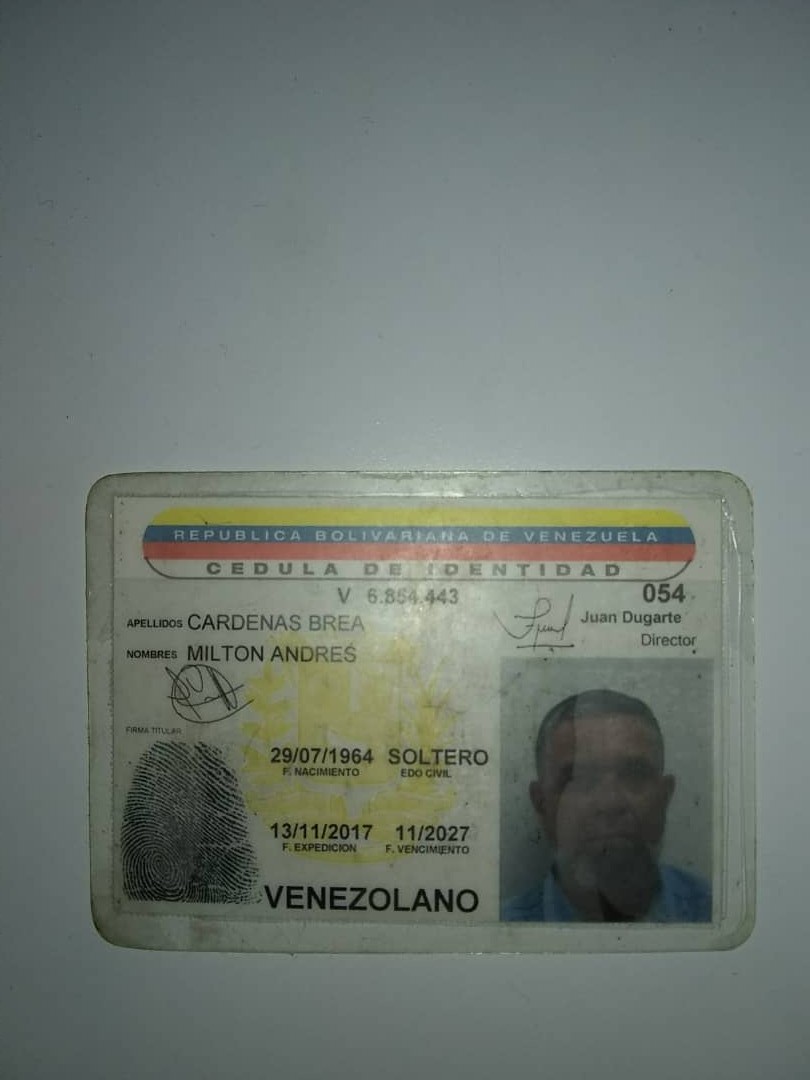 REPUBLICA BOLIVARIANA DE VENEZUELA
CEDULA DE IDENTIDAD
V 6.854.443
054
APELLIDOS CARDENAS BREA
Juan Dugarte
Director
NOMBRES MILTON ANDRES
FIRMA TITULAR
29/07/1964 SOLTERO
F. NACIMIENTO EDO CIVIL
13/11/2017 11/2027
F. EXPEDICION F. VENCIMIENTO
VENEZOLANO